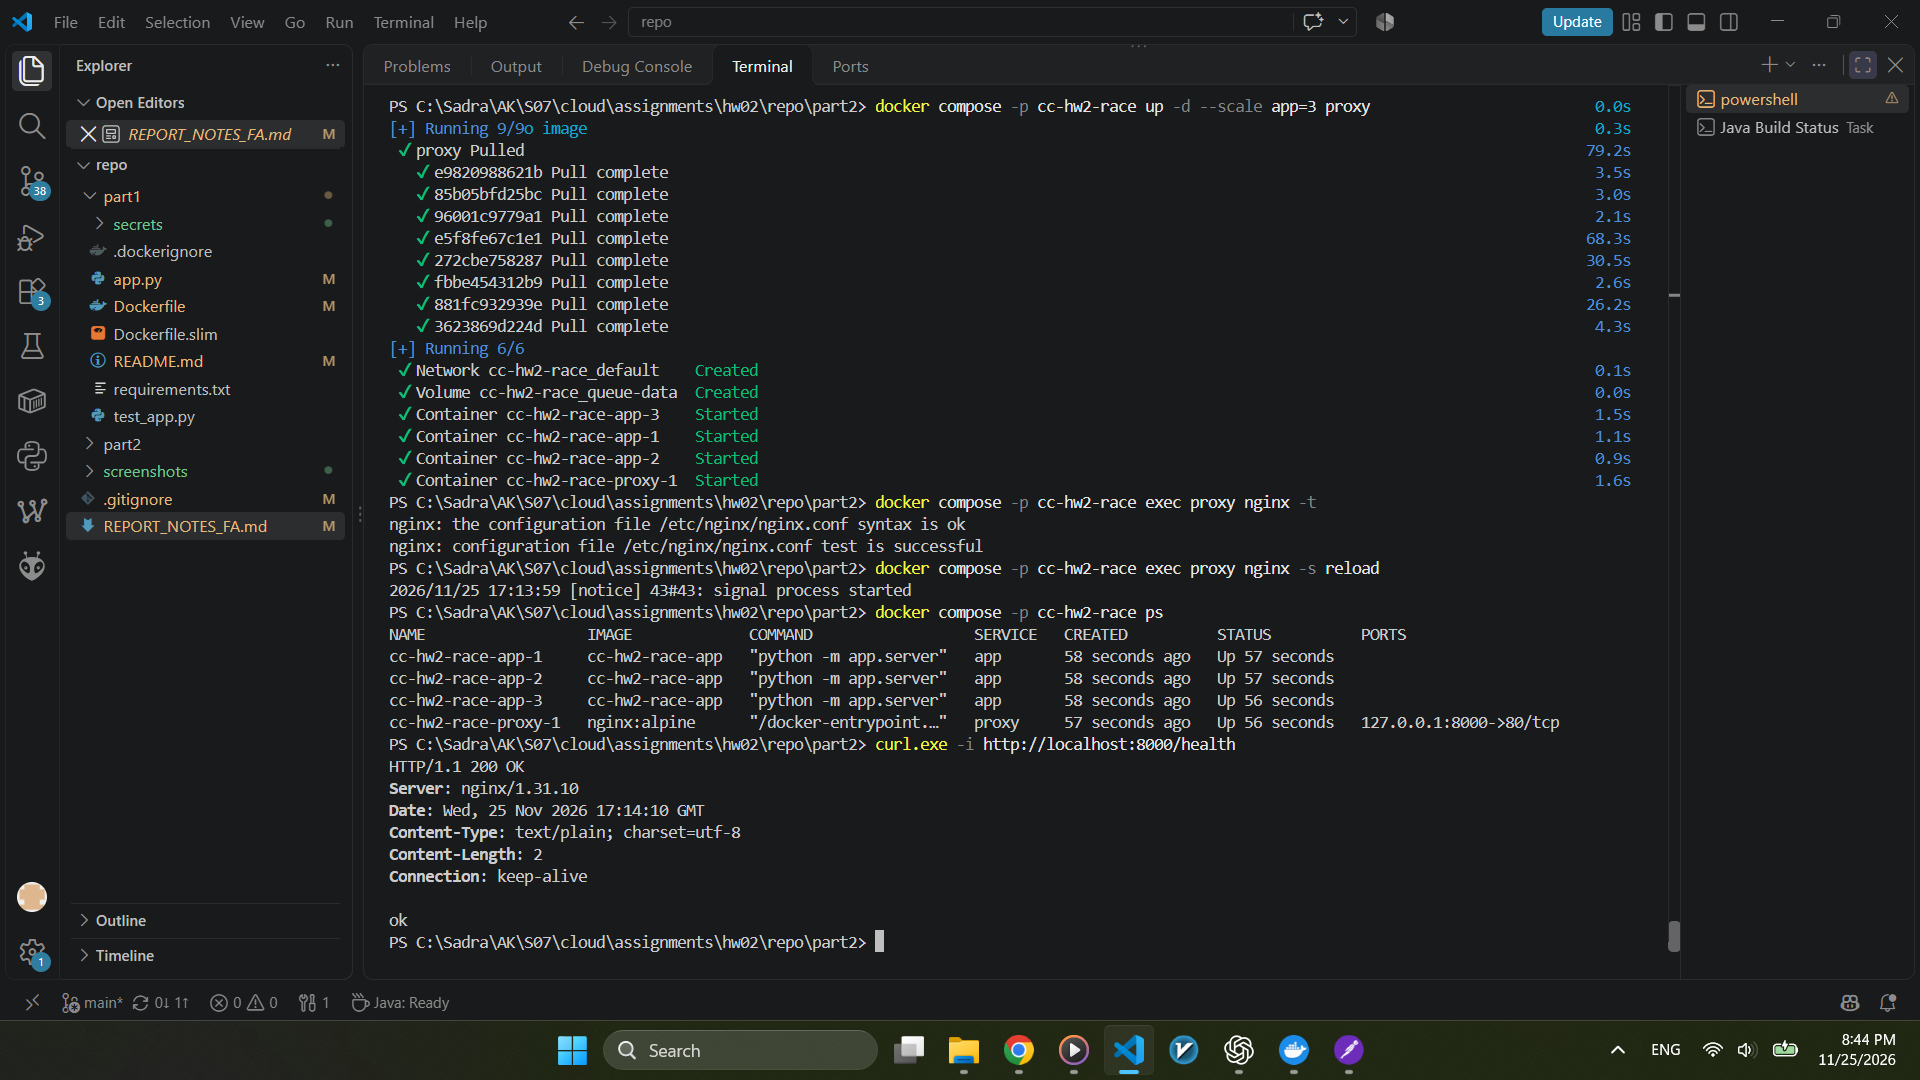 File Edit Selection View Go Run Terminal Help
repo
Update
Explorer
Open Editors
REPORT_NOTES_FA.md M
repo
part1
secrets
.dockerignore
app.py M
Dockerfile M
Dockerfile.slim
README.md M
requirements.txt
test_app.py
part2
screenshots
.gitignore M
REPORT_NOTES_FA.md M
Outline
Timeline
38
3
1
Problems Output Debug Console Terminal Ports
PS C:\Sadra\AK\S07\cloud\assignments\hw02\repo\part2> docker compose -p cc-hw2-race up -d --scale app=3 proxy 0.0s
[+] Running 9/9o image 0.3s
✓ proxy Pulled 79.2s
✓ e9820988621b Pull complete 3.5s
✓ 85b05bfd25bc Pull complete 3.0s
✓ 96001c9779a1 Pull complete 2.1s
✓ e5f8fe67c1e1 Pull complete 68.3s
✓ 272cbe758287 Pull complete 30.5s
✓ fbbe454312b9 Pull complete 2.6s
✓ 881fc932939e Pull complete 26.2s
✓ 3623869d224d Pull complete 4.3s
[+] Running 6/6
✓ Network cc-hw2-race_default Created 0.1s
✓ Volume cc-hw2-race_queue-data Created 0.0s
✓ Container cc-hw2-race-app-3 Started 1.5s
✓ Container cc-hw2-race-app-1 Started 1.1s
✓ Container cc-hw2-race-app-2 Started 0.9s
✓ Container cc-hw2-race-proxy-1 Started 1.6s
PS C:\Sadra\AK\S07\cloud\assignments\hw02\repo\part2> docker compose -p cc-hw2-race exec proxy nginx -t
nginx: the configuration file /etc/nginx/nginx.conf syntax is ok
nginx: configuration file /etc/nginx/nginx.conf test is successful
PS C:\Sadra\AK\S07\cloud\assignments\hw02\repo\part2> docker compose -p cc-hw2-race exec proxy nginx -s reload
2026/11/25 17:13:59 [notice] 43#43: signal process started
PS C:\Sadra\AK\S07\cloud\assignments\hw02\repo\part2> docker compose -p cc-hw2-race ps
NAME IMAGE COMMAND SERVICE CREATED STATUS PORTS
cc-hw2-race-app-1 cc-hw2-race-app "python -m app.server" app 58 seconds ago Up 57 seconds
cc-hw2-race-app-2 cc-hw2-race-app "python -m app.server" app 58 seconds ago Up 57 seconds
cc-hw2-race-app-3 cc-hw2-race-app "python -m app.server" app 58 seconds ago Up 56 seconds
cc-hw2-race-proxy-1 nginx:alpine "/docker-entrypoint.…" proxy 57 seconds ago Up 56 seconds 127.0.0.1:8000->80/tcp
PS C:\Sadra\AK\S07\cloud\assignments\hw02\repo\part2> curl.exe -i http://localhost:8000/health
HTTP/1.1 200 OK
Server: nginx/1.31.10
Date: Wed, 25 Nov 2026 17:14:10 GMT
Content-Type: text/plain; charset=utf-8
Content-Length: 2
Connection: keep-alive
ok
PS C:\Sadra\AK\S07\cloud\assignments\hw02\repo\part2>
powershell
Java Build Status Task
main* 0↓ 1↑ 0 0 1 Java: Ready
Search
ENG
8:44 PM
11/25/2026